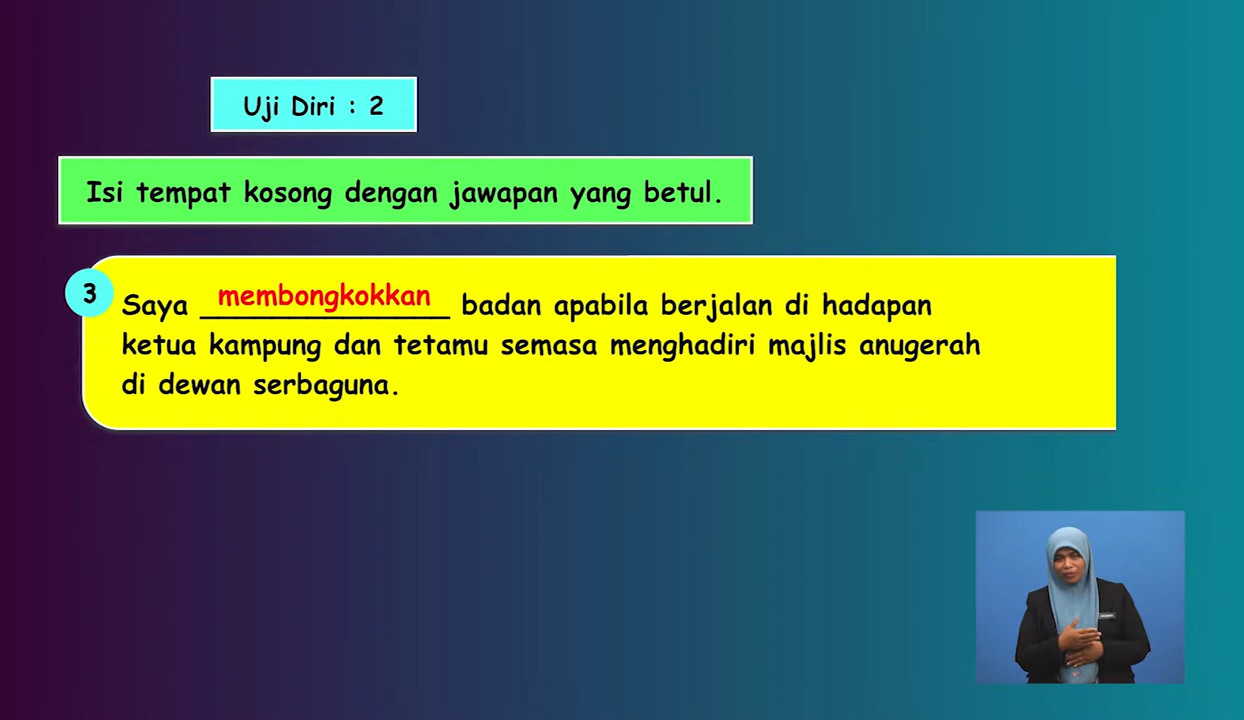 Uji Diri : 2
Isi tempat kosong dengan jawapan yang betul.
3
Saya membongkokkan badan apabila berjalan di hadapan
ketua kampung dan tetamu semasa menghadiri majlis anugerah
di dewan serbaguna.